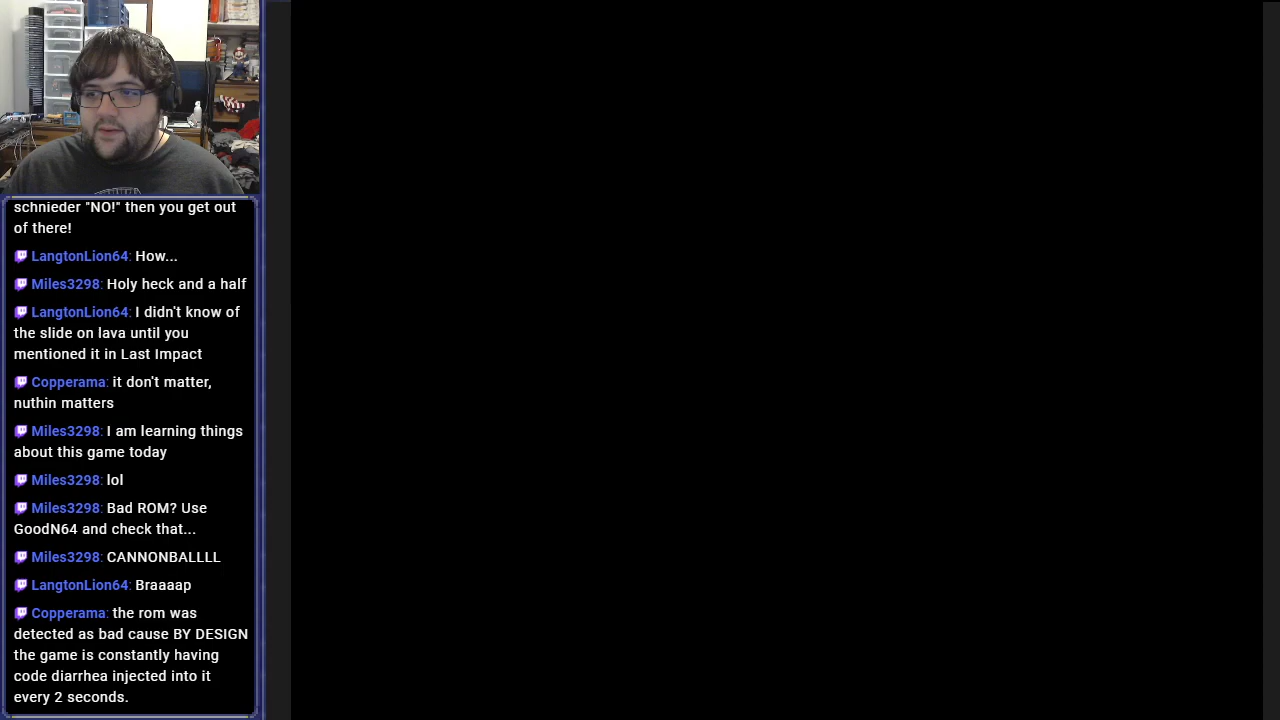 schnieder "NO!" then you get out
of there!
LangtonLion64: How...
Miles3298: Holy heck and a half
LangtonLion64: I didn't know of
the slide on lava until you
mentioned it in Last Impact
Copperama: it don't matter,
nuthin matters
Miles3298: I am learning things
about this game today
Miles3298: lol
Miles3298: Bad ROM? Use
GoodN64 and check that...
Miles3298: CANNONBALLLL
LangtonLion64: Braaaap
Copperama: the rom was
detected as bad cause BY DESIGN
the game is constantly having
code diarrhea injected into it
every 2 seconds.